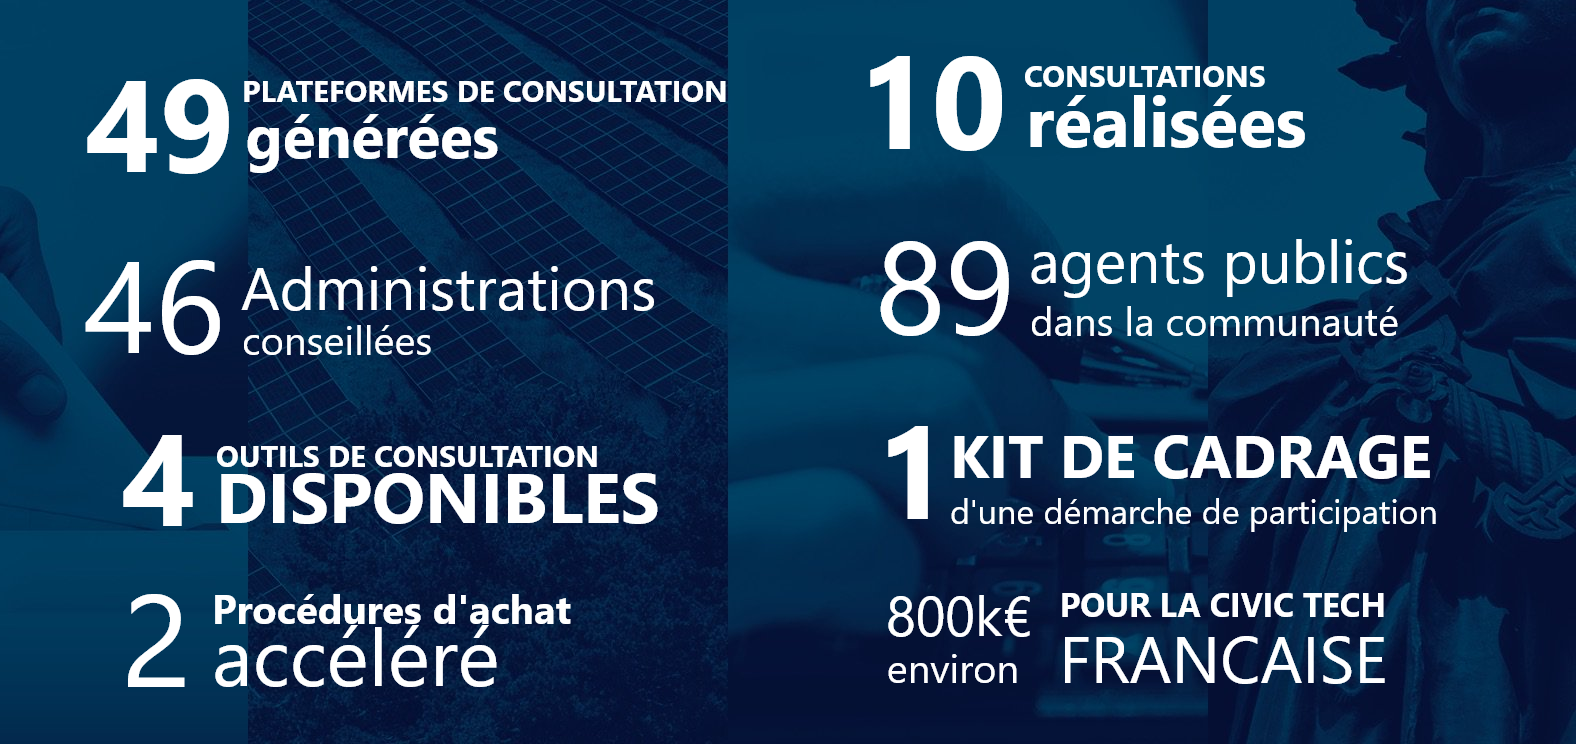 49 PLATEFORMES DE CONSULTATION
générées
46 Administrations
conseillées
4 OUTILS DE CONSULTATION
DISPONIBLES
2 Procédures d'achat
accéléré
10 CONSULTATIONS
réalisées
89 agents publics
dans la communauté
1 KIT DE CADRAGE
d'une démarche de participation
800k€ POUR LA CIVIC TECH
environ FRANCAISE